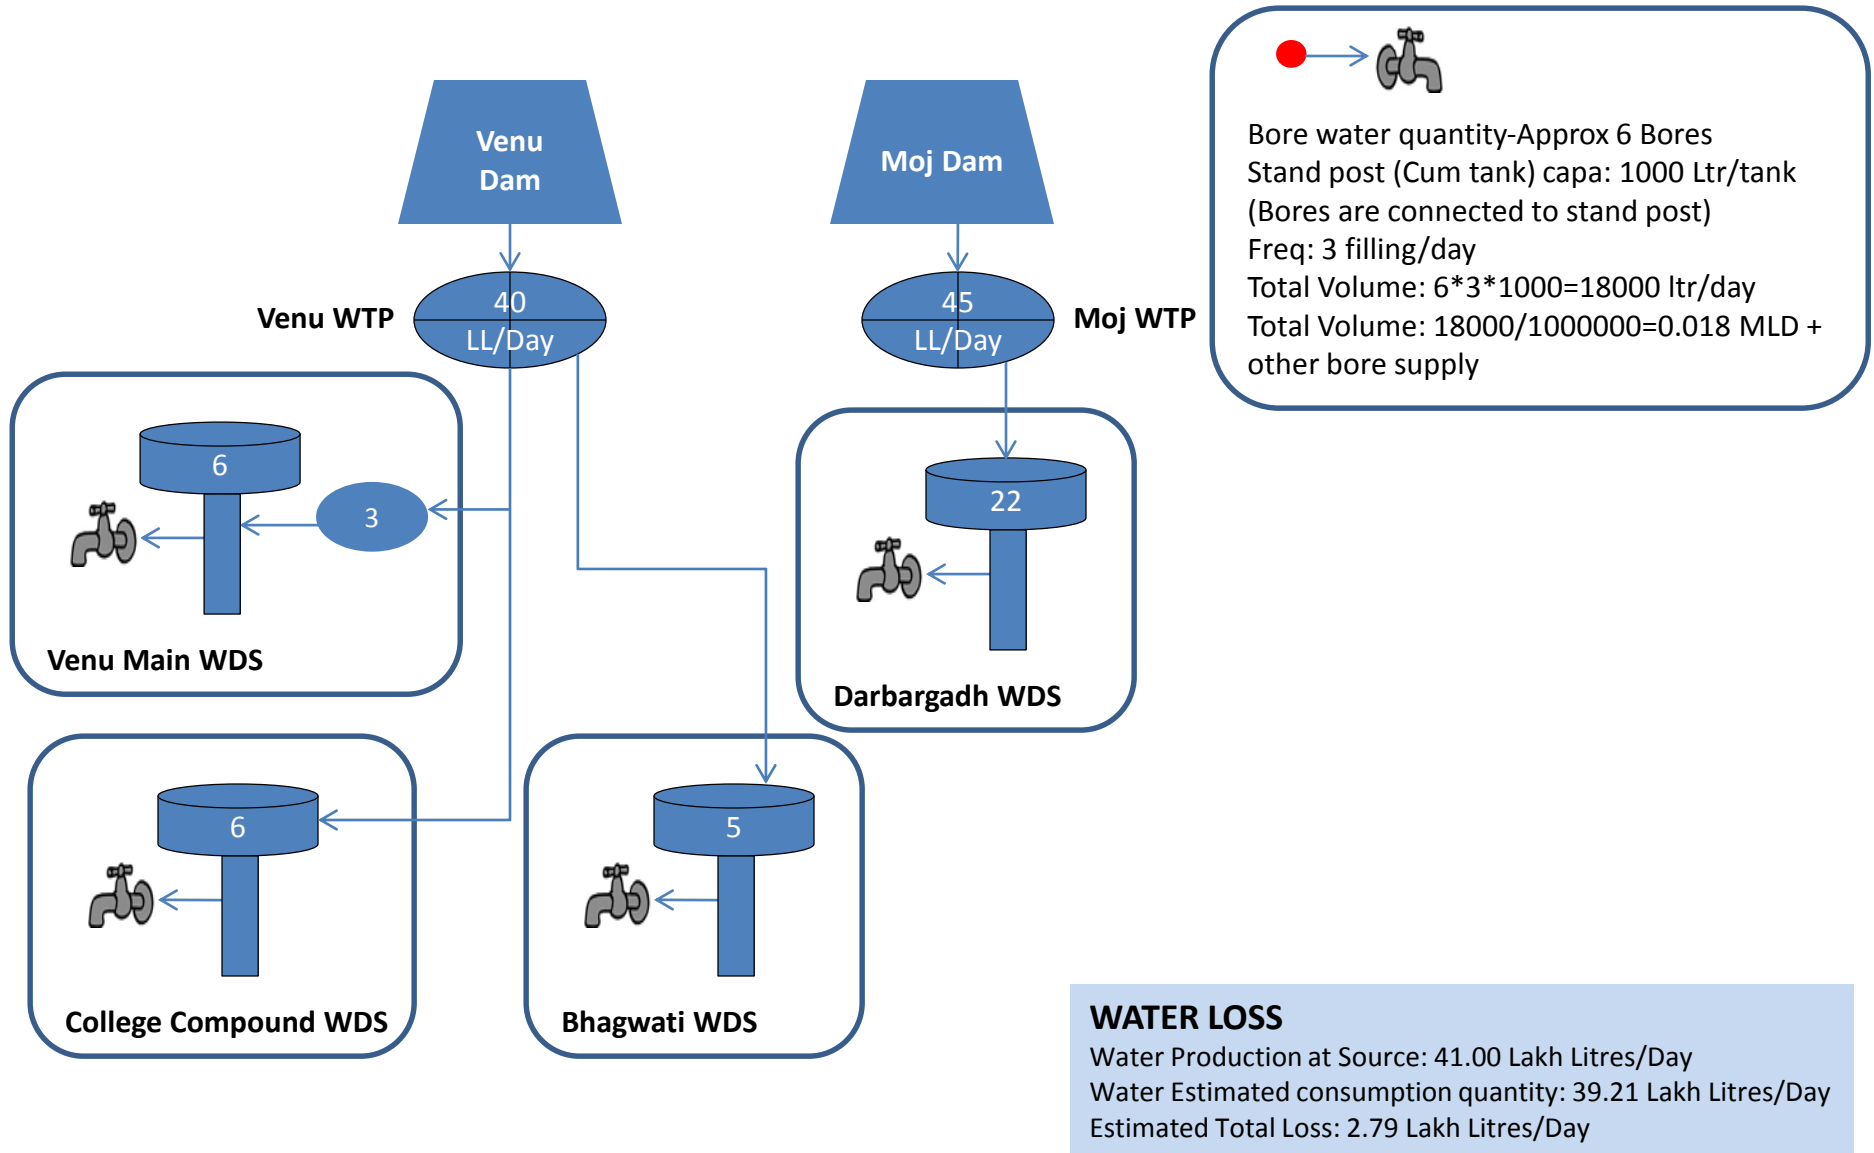 Venu
Dam
Moj Dam
Bore water quantity-Approx 6 Bores
Stand post (Cum tank) capa: 1000 Ltr/tank
(Bores are connected to stand post)
Freq: 3 filling/day
Total Volume: 6*3*1000=18000 ltr/day
Total Volume: 18000/1000000=0.018 MLD +
other bore supply
Venu WTP
40
LL/Day
45
LL/Day
Moj WTP
6
3
Venu Main WDS
22
Darbargadh WDS
6
College Compound WDS
5
Bhagwati WDS
WATER LOSS
Water Production at Source: 41.00 Lakh Litres/Day
Water Estimated consumption quantity: 39.21 Lakh Litres/Day
Estimated Total Loss: 2.79 Lakh Litres/Day